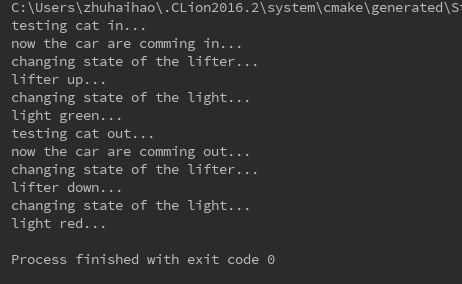 C:\Users\zhuhaihao\.CLion2016.2\system\cmake\generated\S
testing cat in...
now the car are comming in...
changing state of the lifter...
lifter up...
changing state of the light...
light green...
testing cat out...
now the car are comming out...
changing state of the lifter...
lifter down...
changing state of the light...
light red...
Process finished with exit code 0